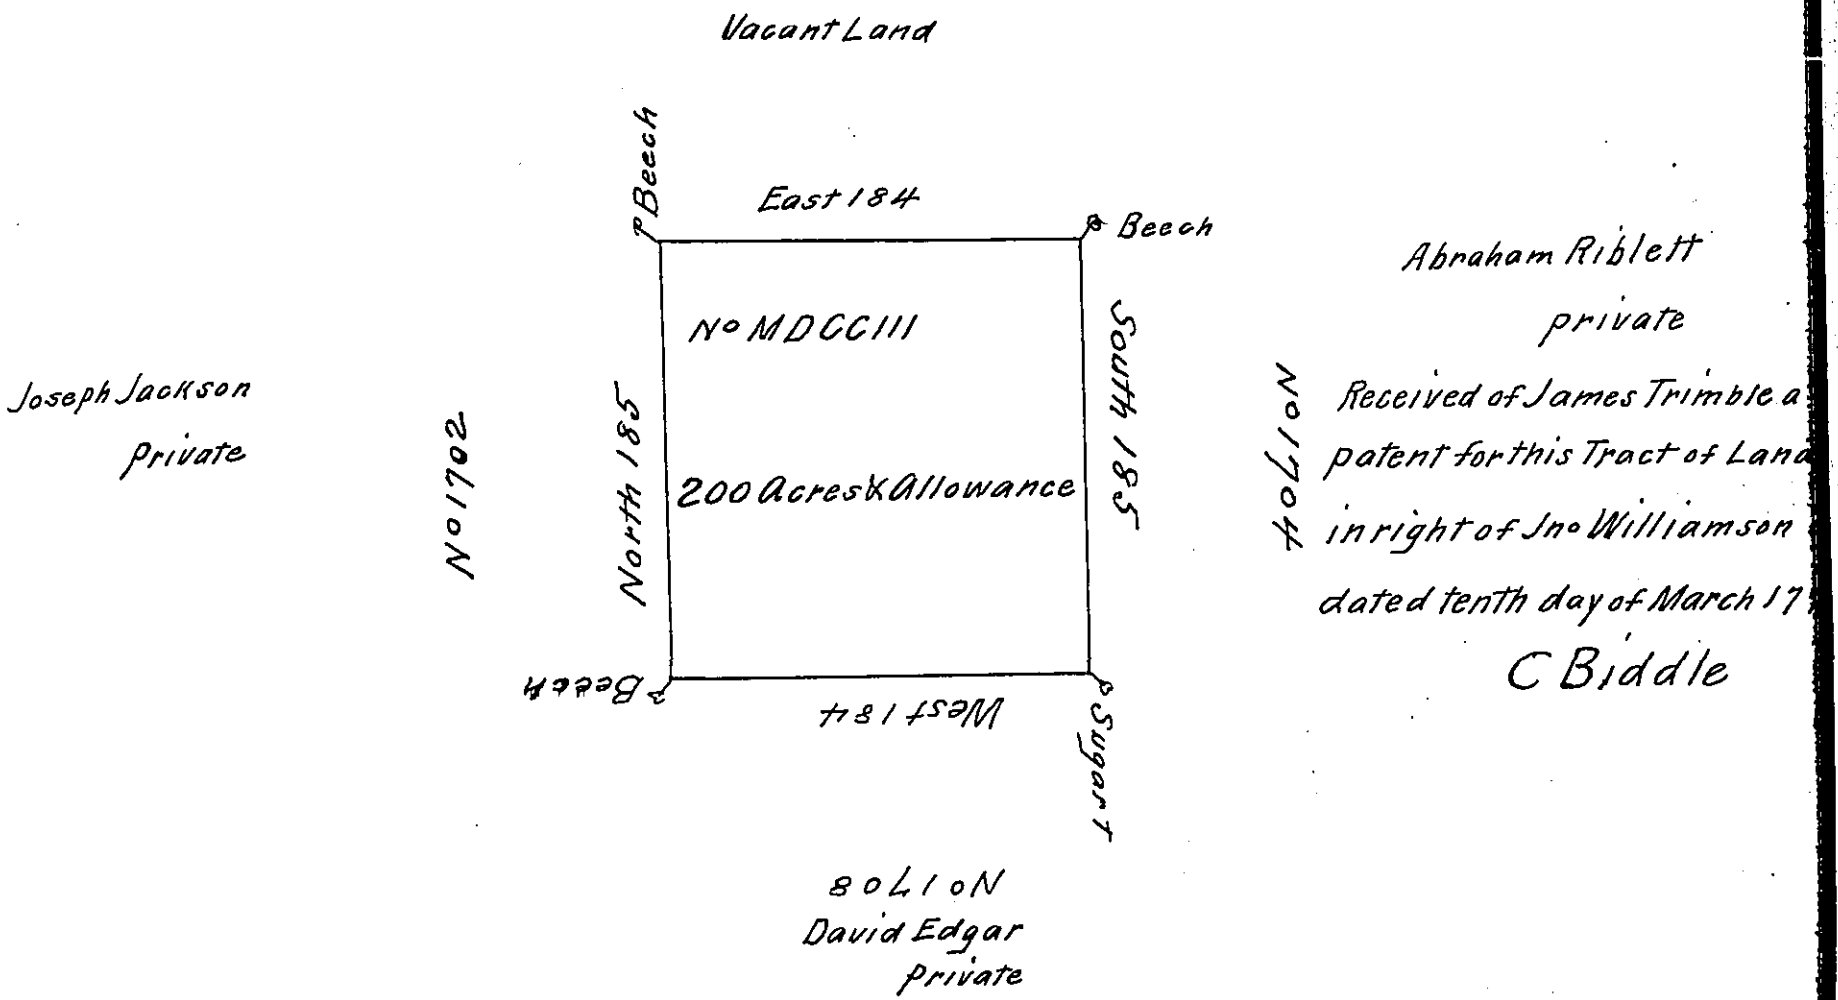 Vacant Land
Beech
East 184
Beech
Abraham Riblett
private
No MDCCIII
South 185
Joseph Jackson
Private
No 1702
North 185
200 Acres & Allowance
No 1704
Received of James Trimble a
patent for this Tract of Land
in right of Jno Williamson
dated tenth day of March 17
C Biddle
Beech
West 184
Sugar T
No 1708
David Edgar
private